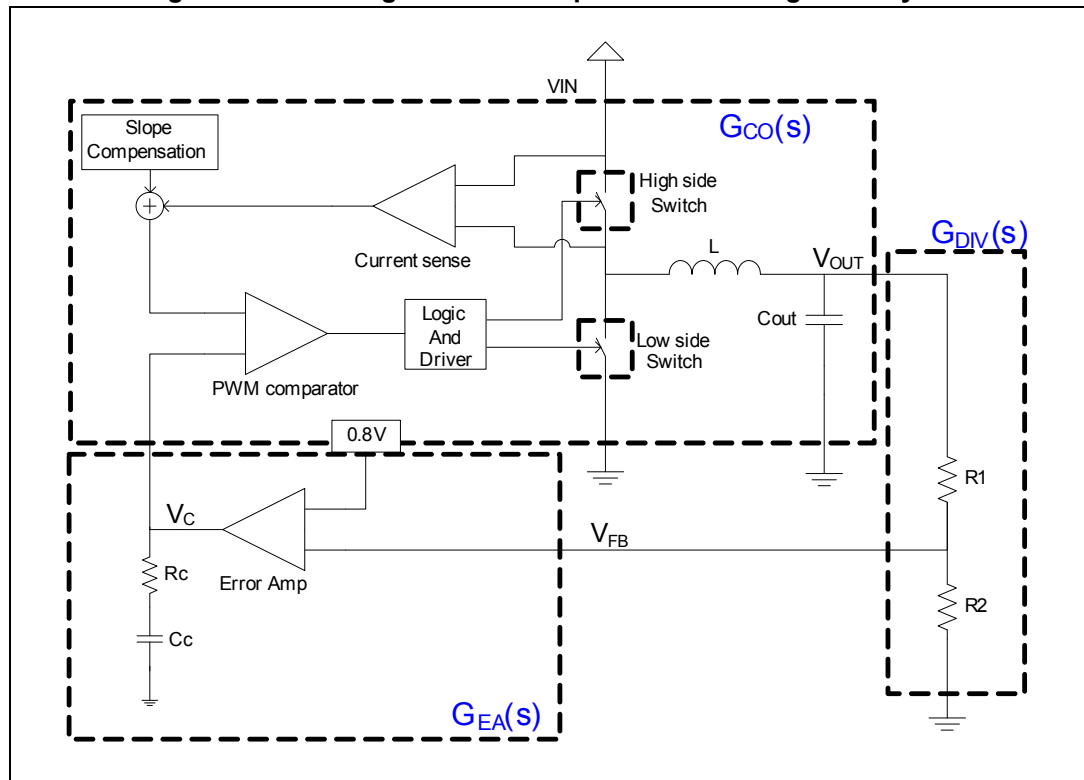 VIN
GCO(s)
Slope
Compensation
+
High side
Switch
Current sense
GDIV(s)
L
VOUT
Cout
Logic
And
Driver
Low side
Switch
PWM comparator
0.8V
R1
VC
VFB
Error Amp
Rc
Cc
R2
GEA(s)